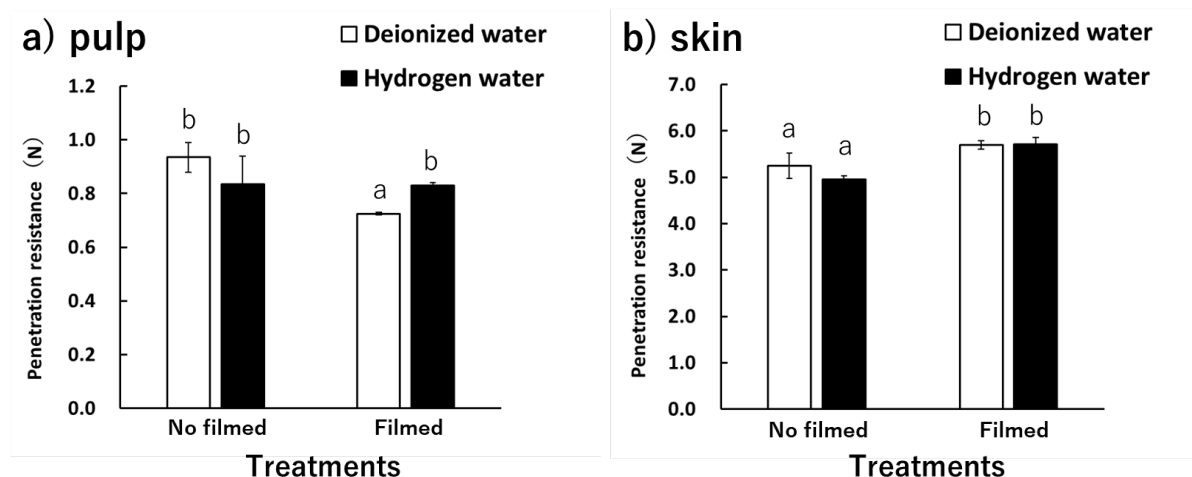 a) pulp
Deionized water
Hydrogen water
Penetration resistance（N）
1.2
1.0
0.8
0.6
0.4
0.2
0.0
b b
a b
No filmed Filmed
Treatments
b) skin
Deionized water
Hydrogen water
Penetration resistance（N）
7.0
6.0
5.0
4.0
3.0
2.0
1.0
0.0
a a
b b
No filmed Filmed
Treatments